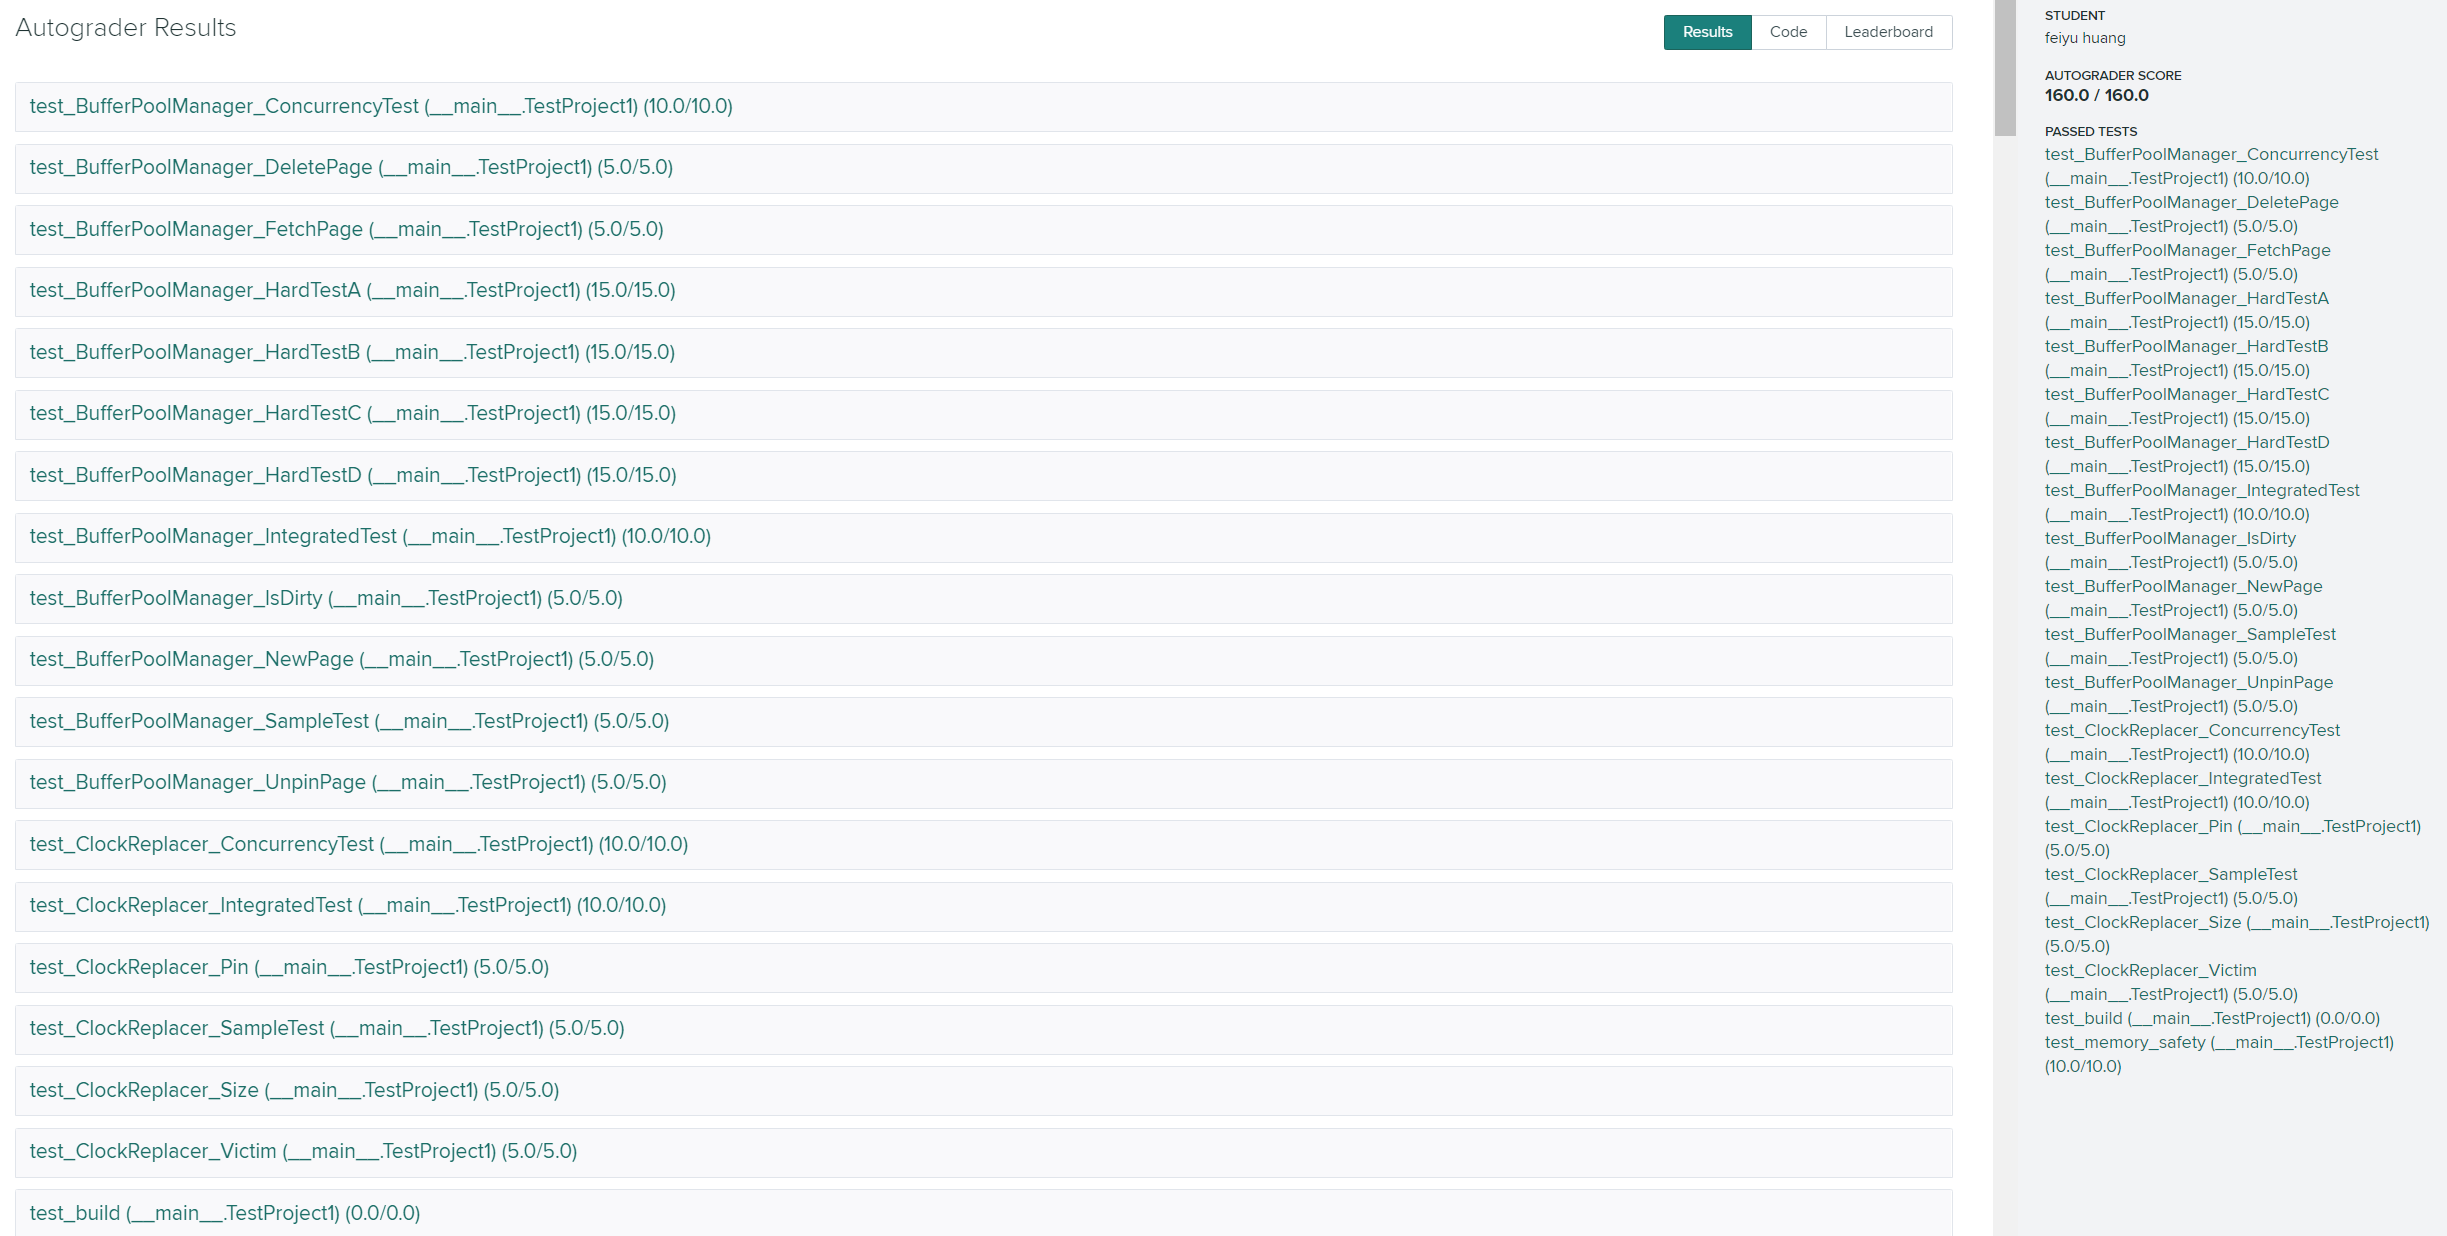 Autograder Results
Results Code Leaderboard
test_BufferPoolManager_ConcurrencyTest (__main__.TestProject1) (10.0/10.0)
test_BufferPoolManager_DeletePage (__main__.TestProject1) (5.0/5.0)
test_BufferPoolManager_FetchPage (__main__.TestProject1) (5.0/5.0)
test_BufferPoolManager_HardTestA (__main__.TestProject1) (15.0/15.0)
test_BufferPoolManager_HardTestB (__main__.TestProject1) (15.0/15.0)
test_BufferPoolManager_HardTestC (__main__.TestProject1) (15.0/15.0)
test_BufferPoolManager_HardTestD (__main__.TestProject1) (15.0/15.0)
test_BufferPoolManager_IntegratedTest (__main__.TestProject1) (10.0/10.0)
test_BufferPoolManager_IsDirty (__main__.TestProject1) (5.0/5.0)
test_BufferPoolManager_NewPage (__main__.TestProject1) (5.0/5.0)
test_BufferPoolManager_SampleTest (__main__.TestProject1) (5.0/5.0)
test_BufferPoolManager_UnpinPage (__main__.TestProject1) (5.0/5.0)
test_ClockReplacer_ConcurrencyTest (__main__.TestProject1) (10.0/10.0)
test_ClockReplacer_IntegratedTest (__main__.TestProject1) (10.0/10.0)
test_ClockReplacer_Pin (__main__.TestProject1) (5.0/5.0)
test_ClockReplacer_SampleTest (__main__.TestProject1) (5.0/5.0)
test_ClockReplacer_Size (__main__.TestProject1) (5.0/5.0)
test_ClockReplacer_Victim (__main__.TestProject1) (5.0/5.0)
test_build (__main__.TestProject1) (0.0/0.0)
STUDENT
feiyu huang
AUTOGRADER SCORE
160.0 / 160.0
PASSED TESTS
test_BufferPoolManager_ConcurrencyTest
(__main__.TestProject1) (10.0/10.0)
test_BufferPoolManager_DeletePage
(__main__.TestProject1) (5.0/5.0)
test_BufferPoolManager_FetchPage
(__main__.TestProject1) (5.0/5.0)
test_BufferPoolManager_HardTestA
(__main__.TestProject1) (15.0/15.0)
test_BufferPoolManager_HardTestB
(__main__.TestProject1) (15.0/15.0)
test_BufferPoolManager_HardTestC
(__main__.TestProject1) (15.0/15.0)
test_BufferPoolManager_HardTestD
(__main__.TestProject1) (15.0/15.0)
test_BufferPoolManager_IntegratedTest
(__main__.TestProject1) (10.0/10.0)
test_BufferPoolManager_IsDirty
(__main__.TestProject1) (5.0/5.0)
test_BufferPoolManager_NewPage
(__main__.TestProject1) (5.0/5.0)
test_BufferPoolManager_SampleTest
(__main__.TestProject1) (5.0/5.0)
test_BufferPoolManager_UnpinPage
(__main__.TestProject1) (5.0/5.0)
test_ClockReplacer_ConcurrencyTest
(__main__.TestProject1) (10.0/10.0)
test_ClockReplacer_IntegratedTest
(__main__.TestProject1) (10.0/10.0)
test_ClockReplacer_Pin (__main__.TestProject1)
(5.0/5.0)
test_ClockReplacer_SampleTest
(__main__.TestProject1) (5.0/5.0)
test_ClockReplacer_Size (__main__.TestProject1)
(5.0/5.0)
test_ClockReplacer_Victim
(__main__.TestProject1) (5.0/5.0)
test_build (__main__.TestProject1) (0.0/0.0)
test_memory_safety (__main__.TestProject1)
(10.0/10.0)